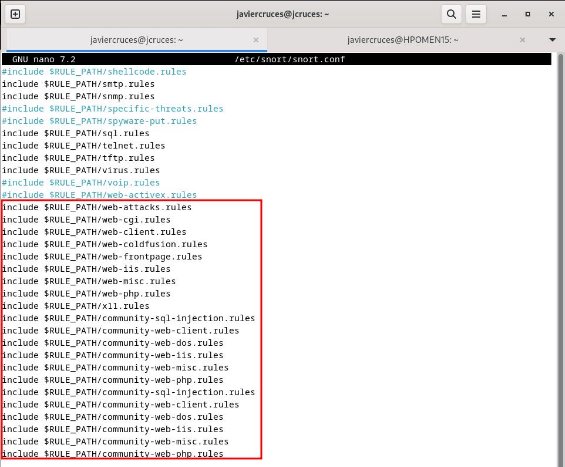 javiercruces@jcruces: ~
javiercruces@jcruces: ~
javiercruces@HPOMEN15: ~
GNU nano 7.2 /etc/snort/snort.conf
#include $RULE_PATH/shellcode.rules
include $RULE_PATH/smtp.rules
include $RULE_PATH/snmp.rules
#include $RULE_PATH/specific-threats.rules
#include $RULE_PATH/spyware-put.rules
include $RULE_PATH/sql.rules
include $RULE_PATH/telnet.rules
include $RULE_PATH/tftp.rules
include $RULE_PATH/virus.rules
#include $RULE_PATH/voip.rules
#include $RULE_PATH/web-activex.rules
include $RULE_PATH/web-attacks.rules
include $RULE_PATH/web-cgi.rules
include $RULE_PATH/web-client.rules
include $RULE_PATH/web-coldfusion.rules
include $RULE_PATH/web-frontpage.rules
include $RULE_PATH/web-iis.rules
include $RULE_PATH/web-misc.rules
include $RULE_PATH/web-php.rules
include $RULE_PATH/x11.rules
include $RULE_PATH/community-sql-injection.rules
include $RULE_PATH/community-web-client.rules
include $RULE_PATH/community-web-dos.rules
include $RULE_PATH/community-web-iis.rules
include $RULE_PATH/community-web-misc.rules
include $RULE_PATH/community-web-php.rules
include $RULE_PATH/community-sql-injection.rules
include $RULE_PATH/community-web-client.rules
include $RULE_PATH/community-web-dos.rules
include $RULE_PATH/community-web-iis.rules
include $RULE_PATH/community-web-misc.rules
include $RULE_PATH/community-web-php.rules